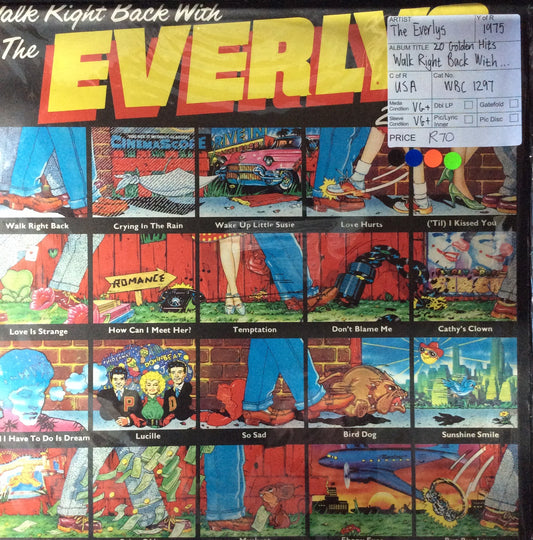 Walk Right Back With
The
EVERLYS
ARTIST
Y of R
The Everlys
1975
ALBUM TITLE 20 Golden Hits
Walk Right Back With...
C of R
Cat No.
USA
WBC 1297
Media Condition VG+ Dbl LP Gatefold
Sleeve Condition VG+ Pic/Lyric Inner Pic Disc
PRICE R70
CINEMASCOPE
DRIVE IN
Walk Right Back
Crying In The Rain
Wake Up Little Susie
Love Hurts
('Til) I Kissed You
ROMANCE
Love Is Strange
How Can I Meet Her?
Temptation
Don't Blame Me
Cathy's Clown
l I Have To Do Is Dream
Lucille
So Sad
Bird Dog
Sunshine Smile